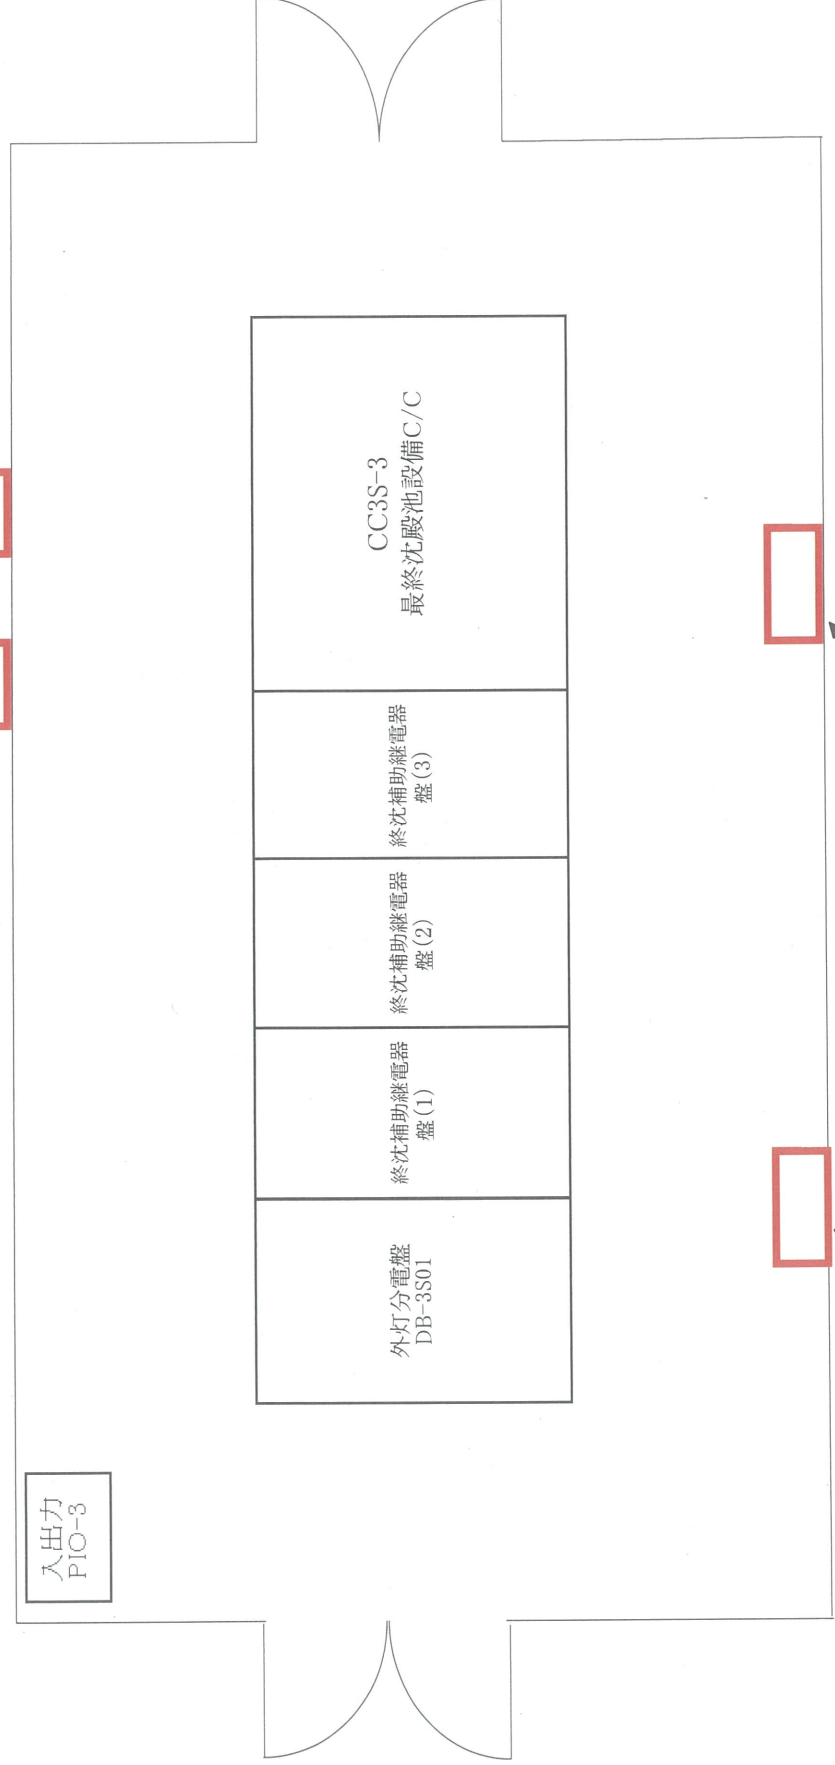 入出力
PIO-3
外灯分電盤
DB-3S01
終沈補助継電器
盤(1)
終沈補助継電器
盤(2)
終沈補助継電器
盤(3)
CC3S-3
最終沈殿池設備C/C